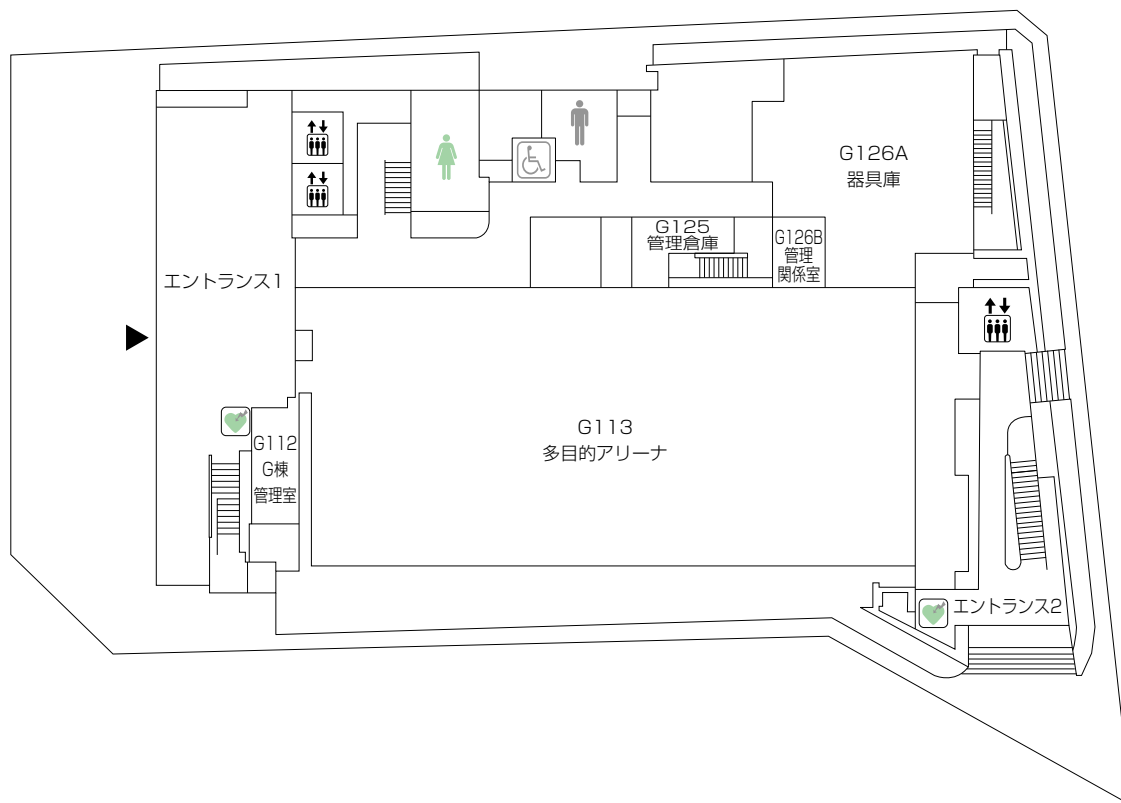 G126A
器具庫
G125
管理倉庫
G126B
管理
関係室
エントランス1
G113
多目的アリーナ
G112
G棟
管理室
エントランス2